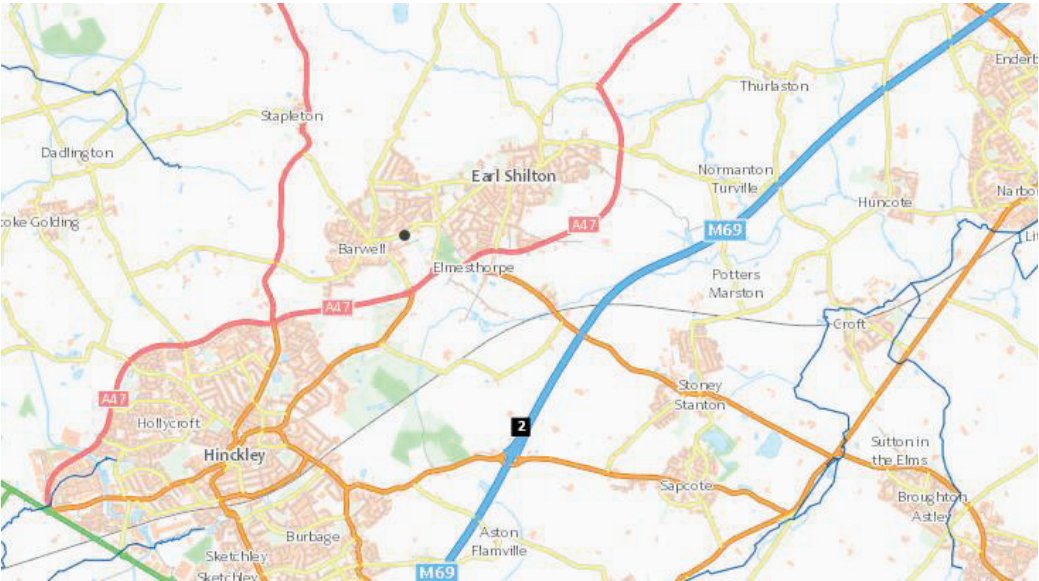 Enderb
Thurlaston
Stapleton
Dadlington
Earl Shilton
Normanton
Turville
Narbo
Huncote
oke Golding
A47
M69
Lit
Barwell
Elmesthorpe
Potters
Marston
A47
Croft
Stoney
Stanton
A47
Hollycroft
2
Sutton in
the Elms
Hinckley
Sapcote
Broughton
Astley
Burbage
Aston
Flamville
Sketchley
M69
Sketchley